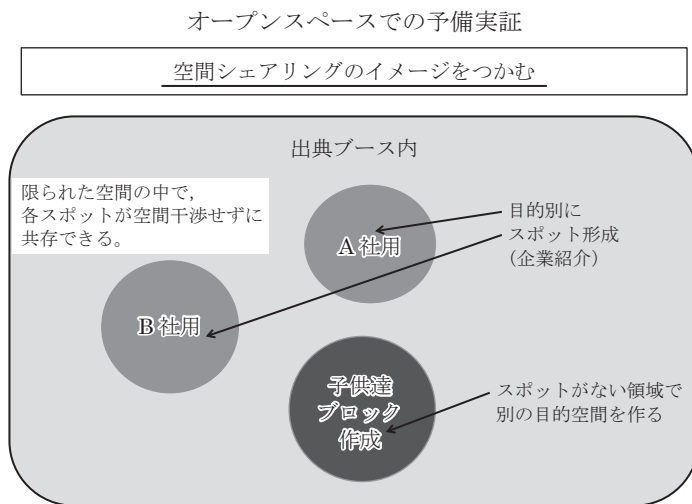 オープンスペースでの予備実証
空間シェアリングのイメージをつかむ
出典ブース内
限られた空間の中で，
各スポットが空間干渉せずに
共存できる。
A 社用
目的別に
スポット形成
（企業紹介）
B 社用
子供達
ブロック
作成
スポットがない領域で
別の目的空間を作る